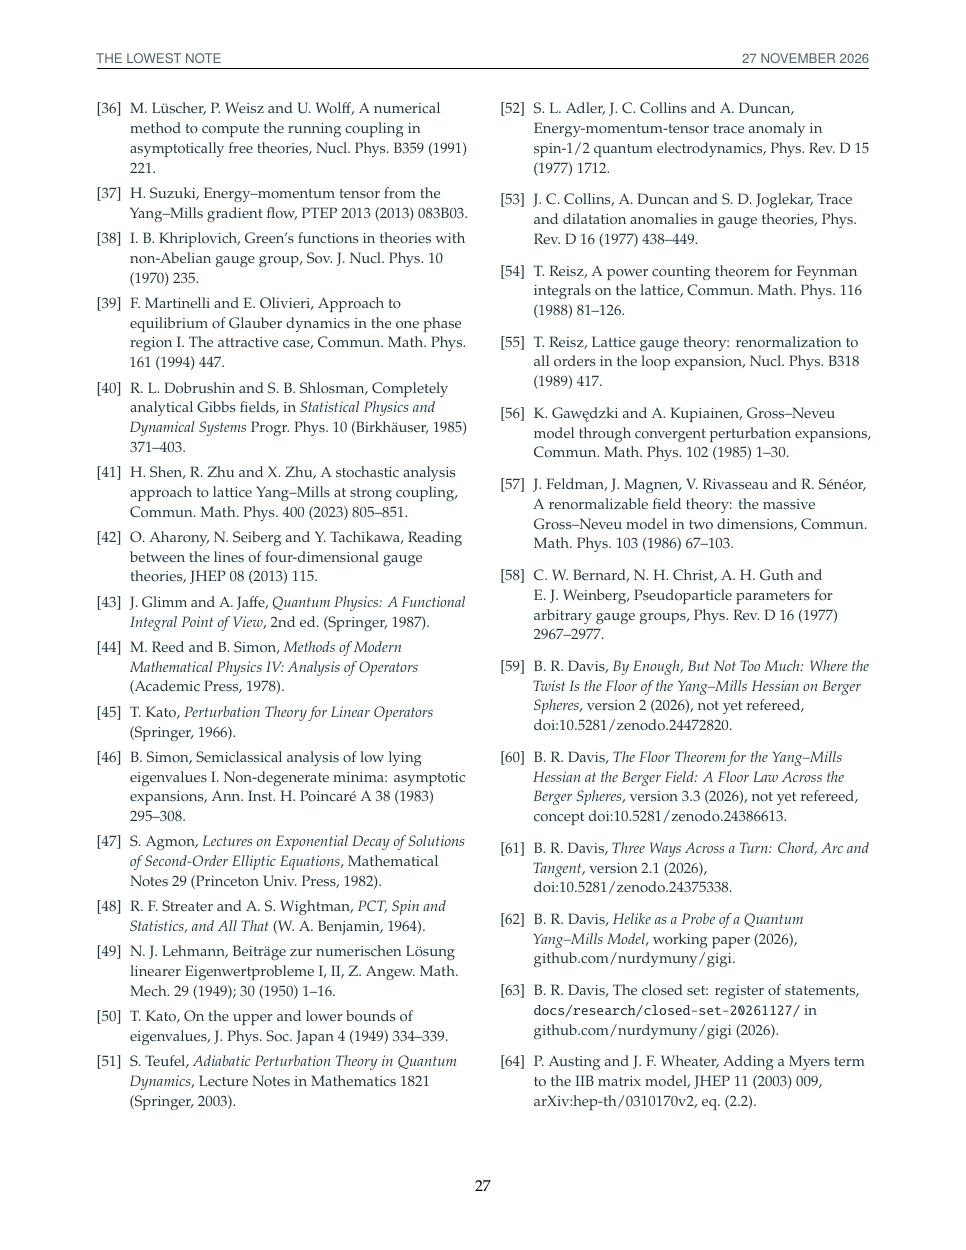 THE LOWEST NOTE
27 NOVEMBER 2026
[36] M. Lüscher, P. Weisz and U. Wolff, A numerical
method to compute the running coupling in
asymptotically free theories, Nucl. Phys. B359 (1991)
221.
[37] H. Suzuki, Energy–momentum tensor from the
Yang–Mills gradient flow, PTEP 2013 (2013) 083B03.
[38] I. B. Khriplovich, Green's functions in theories with
non-Abelian gauge group, Sov. J. Nucl. Phys. 10
(1970) 235.
[39] F. Martinelli and E. Olivieri, Approach to
equilibrium of Glauber dynamics in the one phase
region I. The attractive case, Commun. Math. Phys.
161 (1994) 447.
[40] R. L. Dobrushin and S. B. Shlosman, Completely
analytical Gibbs fields, in Statistical Physics and
Dynamical Systems Progr. Phys. 10 (Birkhäuser, 1985)
371–403.
[41] H. Shen, R. Zhu and X. Zhu, A stochastic analysis
approach to lattice Yang–Mills at strong coupling,
Commun. Math. Phys. 400 (2023) 805–851.
[42] O. Aharony, N. Seiberg and Y. Tachikawa, Reading
between the lines of four-dimensional gauge
theories, JHEP 08 (2013) 115.
[43] J. Glimm and A. Jaffe, Quantum Physics: A Functional
Integral Point of View, 2nd ed. (Springer, 1987).
[44] M. Reed and B. Simon, Methods of Modern
Mathematical Physics IV: Analysis of Operators
(Academic Press, 1978).
[45] T. Kato, Perturbation Theory for Linear Operators
(Springer, 1966).
[46] B. Simon, Semiclassical analysis of low lying
eigenvalues I. Non-degenerate minima: asymptotic
expansions, Ann. Inst. H. Poincaré A 38 (1983)
295–308.
[47] S. Agmon, Lectures on Exponential Decay of Solutions
of Second-Order Elliptic Equations, Mathematical
Notes 29 (Princeton Univ. Press, 1982).
[48] R. F. Streater and A. S. Wightman, PCT, Spin and
Statistics, and All That (W. A. Benjamin, 1964).
[49] N. J. Lehmann, Beiträge zur numerischen Lösung
linearer Eigenwertprobleme I, II, Z. Angew. Math.
Mech. 29 (1949); 30 (1950) 1–16.
[50] T. Kato, On the upper and lower bounds of
eigenvalues, J. Phys. Soc. Japan 4 (1949) 334–339.
[51] S. Teufel, Adiabatic Perturbation Theory in Quantum
Dynamics, Lecture Notes in Mathematics 1821
(Springer, 2003).
[52] S. L. Adler, J. C. Collins and A. Duncan,
Energy-momentum-tensor trace anomaly in
spin-1/2 quantum electrodynamics, Phys. Rev. D 15
(1977) 1712.
[53] J. C. Collins, A. Duncan and S. D. Joglekar, Trace
and dilatation anomalies in gauge theories, Phys.
Rev. D 16 (1977) 438–449.
[54] T. Reisz, A power counting theorem for Feynman
integrals on the lattice, Commun. Math. Phys. 116
(1988) 81–126.
[55] T. Reisz, Lattice gauge theory: renormalization to
all orders in the loop expansion, Nucl. Phys. B318
(1989) 417.
[56] K. Gawędzki and A. Kupiainen, Gross–Neveu
model through convergent perturbation expansions,
Commun. Math. Phys. 102 (1985) 1–30.
[57] J. Feldman, J. Magnen, V. Rivasseau and R. Sénéor,
A renormalizable field theory: the massive
Gross–Neveu model in two dimensions, Commun.
Math. Phys. 103 (1986) 67–103.
[58] C. W. Bernard, N. H. Christ, A. H. Guth and
E. J. Weinberg, Pseudoparticle parameters for
arbitrary gauge groups, Phys. Rev. D 16 (1977)
2967–2977.
[59] B. R. Davis, By Enough, But Not Too Much: Where the
Twist Is the Floor of the Yang–Mills Hessian on Berger
Spheres, version 2 (2026), not yet refereed,
doi:10.5281/zenodo.24472820.
[60] B. R. Davis, The Floor Theorem for the Yang–Mills
Hessian at the Berger Field: A Floor Law Across the
Berger Spheres, version 3.3 (2026), not yet refereed,
concept doi:10.5281/zenodo.24386613.
[61] B. R. Davis, Three Ways Across a Turn: Chord, Arc and
Tangent, version 2.1 (2026),
doi:10.5281/zenodo.24375338.
[62] B. R. Davis, Helike as a Probe of a Quantum
Yang–Mills Model, working paper (2026),
github.com/nurdymuny/gigi.
[63] B. R. Davis, The closed set: register of statements,
docs/research/closed-set-20261127/ in
github.com/nurdymuny/gigi (2026).
[64] P. Austing and J. F. Wheater, Adding a Myers term
to the IIB matrix model, JHEP 11 (2003) 009,
arXiv:hep-th/0310170v2, eq. (2.2).
27